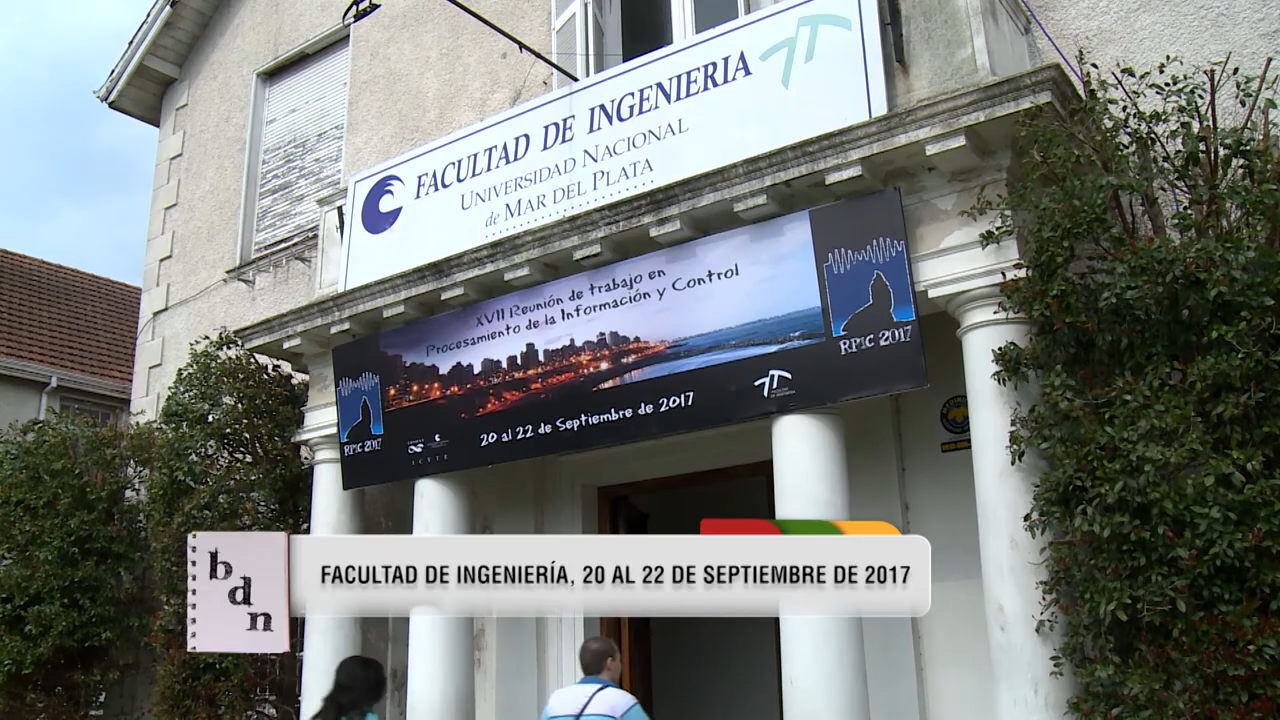 FACULTAD DE INGENIERIA
UNIVERSIDAD NACIONAL
de MAR DEL PLATA
XVII Reunión de trabajo en
Procesamiento de la Información y Control
RPIC 2017
RPIC 2017
20 al 22 de Septiembre de 2017
ICYTE
bdn
FACULTAD DE INGENIERÍA, 20 AL 22 DE SEPTIEMBRE DE 2017